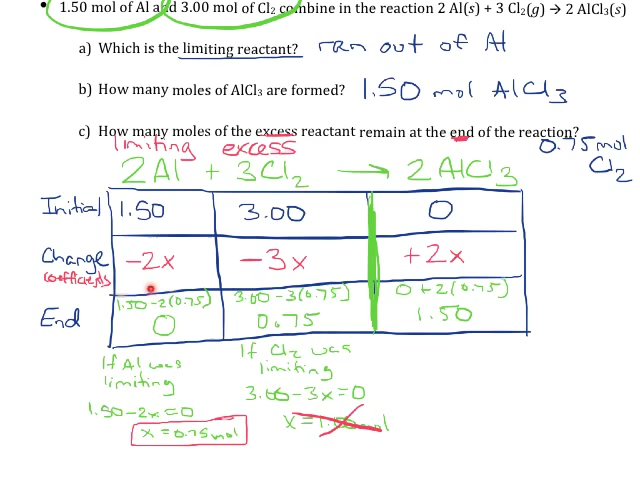 • 1.50 mol of Al and 3.00 mol of Cl₂ combine in the reaction 2 Al(s) + 3 Cl₂(g) → 2 AlCl₃(s)
a) Which is the limiting reactant? ran out of Al
b) How many moles of AlCl₃ are formed? 1.50 mol AlCl₃
c) How many moles of the excess reactant remain at the end of the reaction?
0.75 mol
Cl₂
limiting excess
2Al + 3Cl₂ → 2AlCl₃
Initial 1.50 3.00 0
Change -2x -3x +2x
coefficients
1.50-2(0.75) 3.00-3(0.75) 0+2(0.75)
End 0 0.75 1.50
If Al was
limiting
1.50-2x=0
x=0.75mol
If Cl₂ was
limiting
3.00-3x=0
x=1.00mol